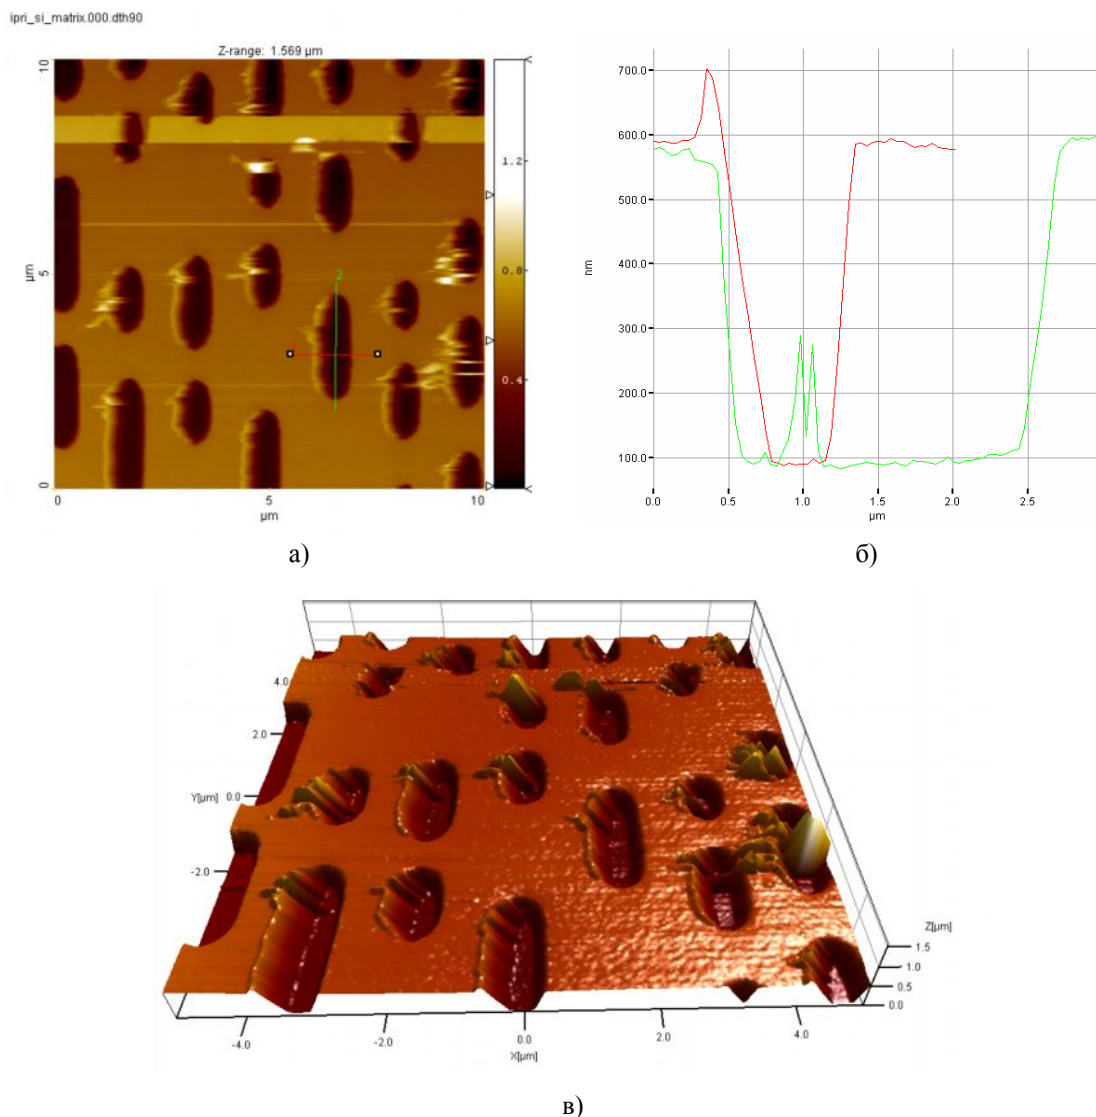 ipri_si_matrix.000.dth90
Z-range: 1.569 µm
10
5
0
µm
0
5
10
µm
1.2
0.8
0.4
1
2
а)
700.0
600.0
500.0
400.0
300.0
200.0
100.0
nm
0.0 0.5 1.0 1.5 2.0 2.5
µm
б)
4.0
2.0
Y[µm] 0.0
-2.0
-4.0 -2.0 0.0 2.0 4.0
X[µm]
Z[µm]
1.5
1.0
0.5
0.0
в)